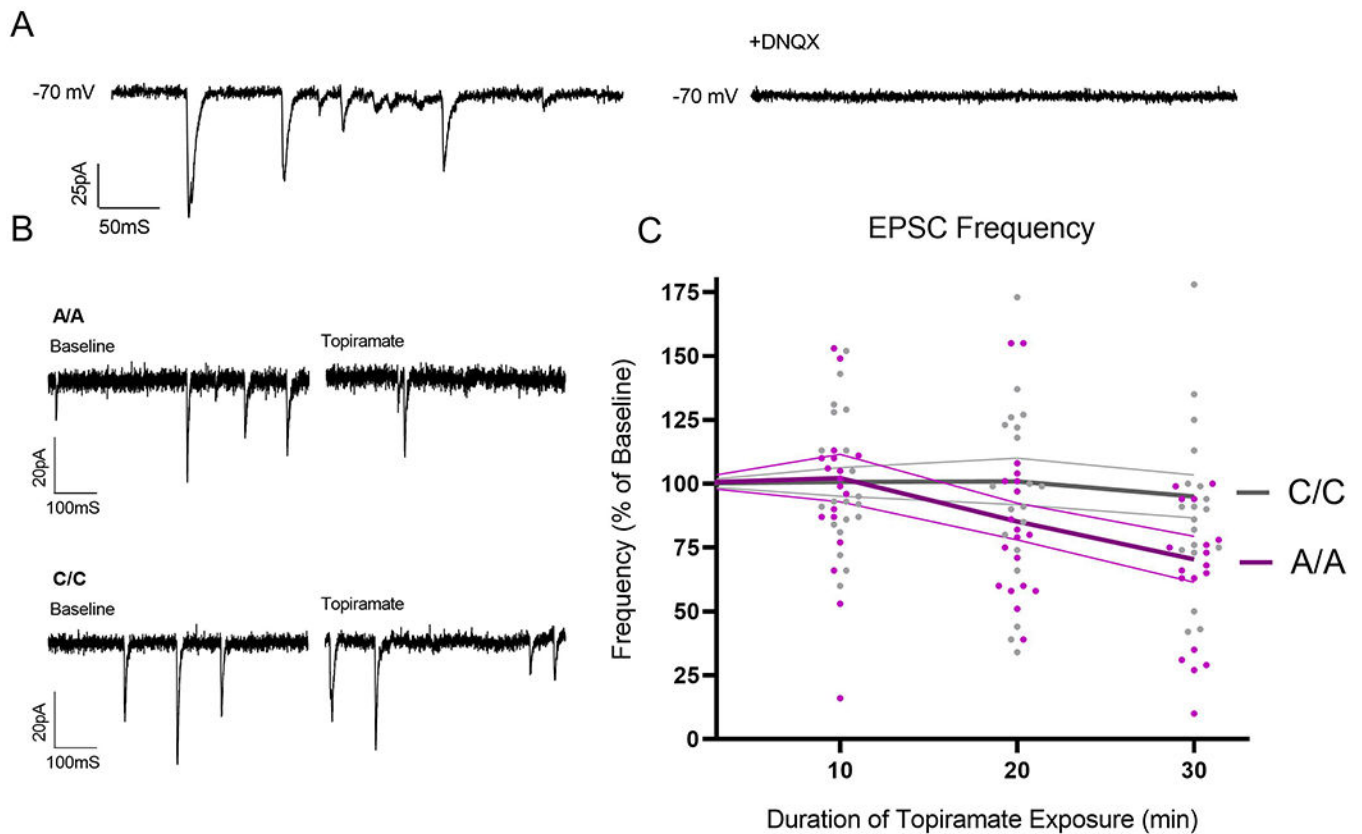 A
+DNQX
-70 mV
-70 mV
25pA
50mS
B
A/A
Baseline
Topiramate
20pA
100mS
C/C
Baseline
Topiramate
20pA
100mS
C
EPSC Frequency
Frequency (% of Baseline)
175
150
125
100
75
50
25
0
10
20
30
Duration of Topiramate Exposure (min)
C/C
A/A